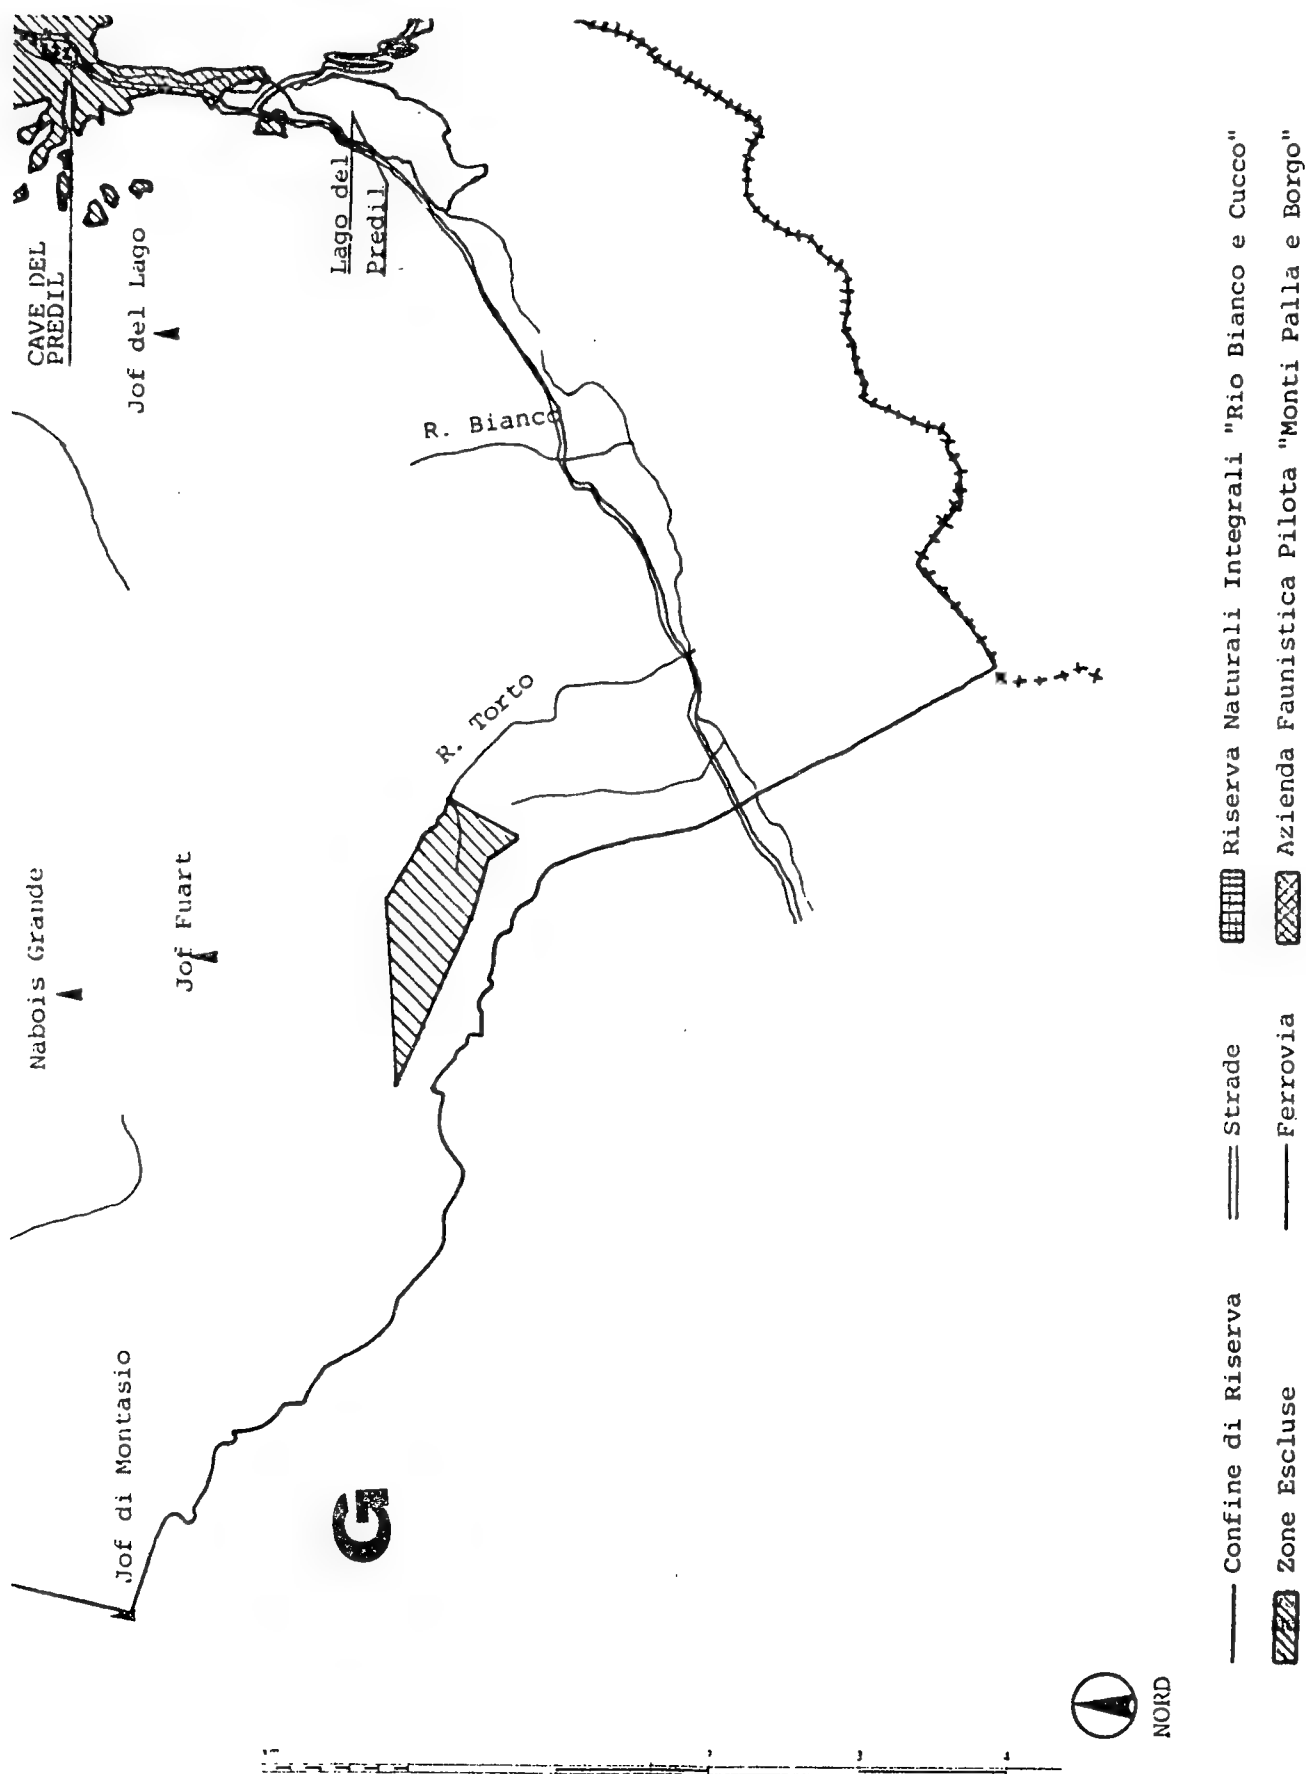 Jof di Montasio
Nabois Grande
Jof Fuart
CAVE DEL
PREDIL
Jof del Lago
Lago del
Predil
R. Bianco
R. Torto
G
NORD
Confine di Riserva
Strade
Riserva Naturali Integrali "Rio Bianco e Cucco"
Zone Escluse
Ferrovia
Azienda Faunistica Pilota "Monti Palla e Borgo"